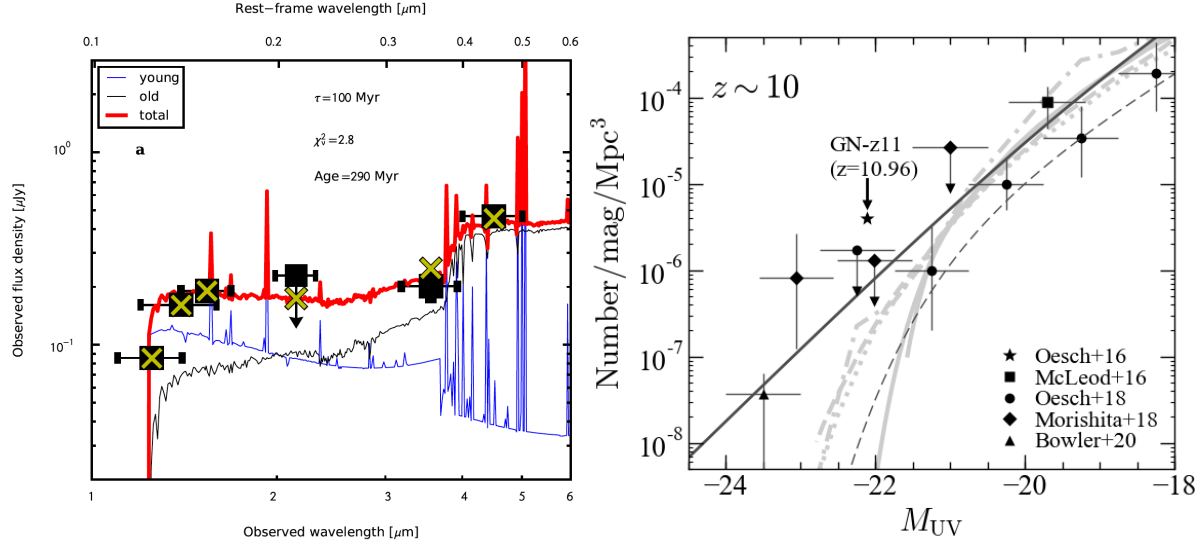 Rest-frame wavelength [μm]
0.1 0.2 0.3 0.4 0.5 0.6
young
old
total
τ=100 Myr
χ²ᵥ=2.8
Age=290 Myr
a
Observed flux density [μJy]
10⁰
10⁻¹
1 2 3 4 5 6
Observed wavelength [μm]
z ∼ 10
GN-z11
(z=10.96)
Number/mag/Mpc³
10⁻⁴
10⁻⁵
10⁻⁶
10⁻⁷
10⁻⁸
Oesch+16
McLeod+16
Oesch+18
Morishita+18
Bowler+20
−24 −22 −20 −18
M_UV